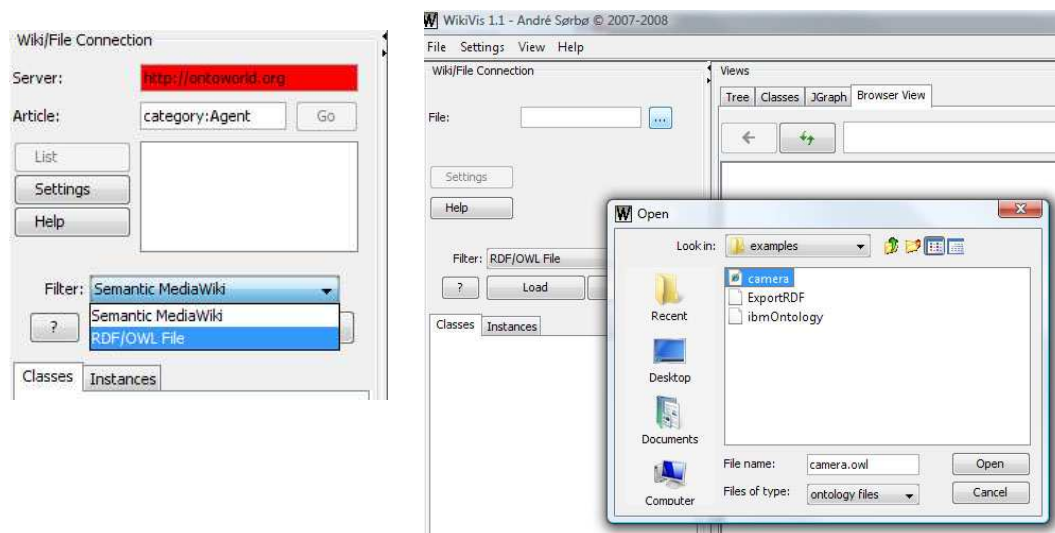 Wiki/File Connection
Server: http://ontoworld.org
Article: category:Agent Go
List
Settings
Help
Filter: Semantic MediaWiki
Semantic MediaWiki
RDF/OWL File
?
Classes Instances
WikiVis 1.1 - André Sørbø © 2007-2008
File Settings View Help
Wiki/File Connection
File: ...
Settings
Help
Filter: RDF/OWL File
? Load
Classes Instances
Views
Tree Classes JGraph Browser View
Open
Look in: examples
camera
ExportRDF
ibmOntology
Recent
Desktop
Documents
Computer
File name: camera.owl Open
Files of type: ontology files Cancel